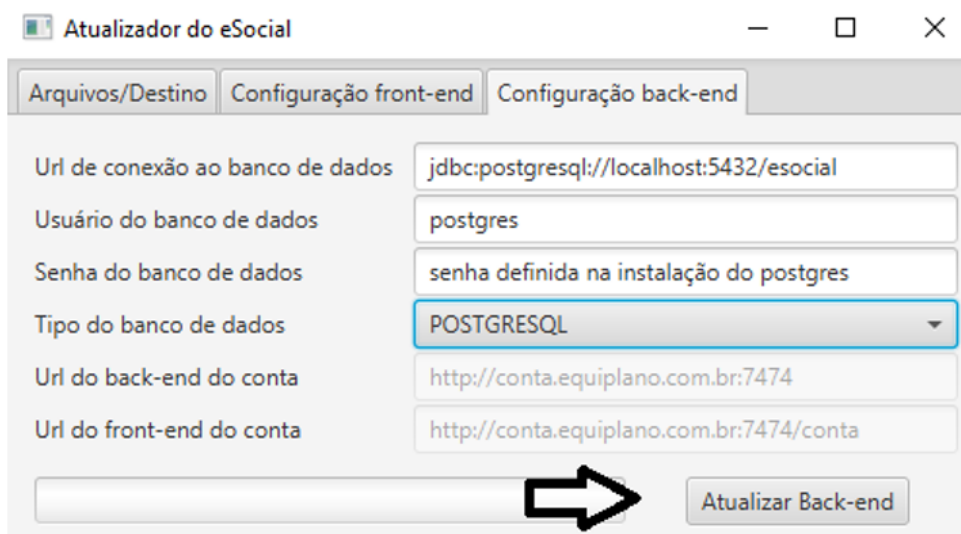 Atualizador do eSocial
Arquivos/Destino Configuração front-end Configuração back-end
Url de conexão ao banco de dados jdbc:postgresql://localhost:5432/esocial
Usuário do banco de dados postgres
Senha do banco de dados senha definida na instalação do postgres
Tipo do banco de dados POSTGRESQL
Url do back-end do conta http://conta.equiplano.com.br:7474
Url do front-end do conta http://conta.equiplano.com.br:7474/conta
Atualizar Back-end